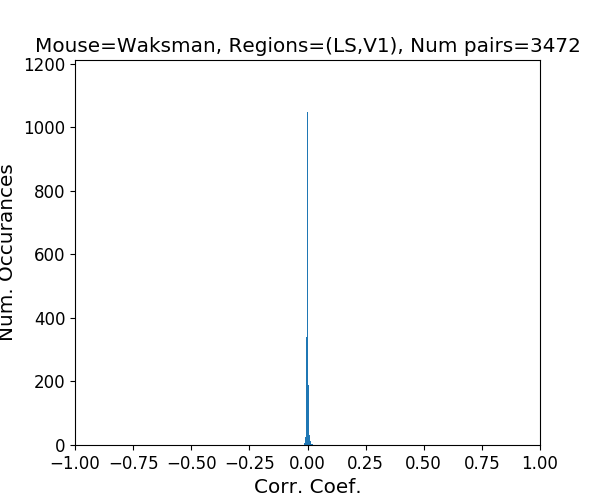 Mouse=Waksman, Regions=(LS,V1), Num pairs=3472
1200
1000
800
600
400
200
0
Num. Occurances
−1.00 −0.75 −0.50 −0.25 0.00 0.25 0.50 0.75 1.00
Corr. Coef.